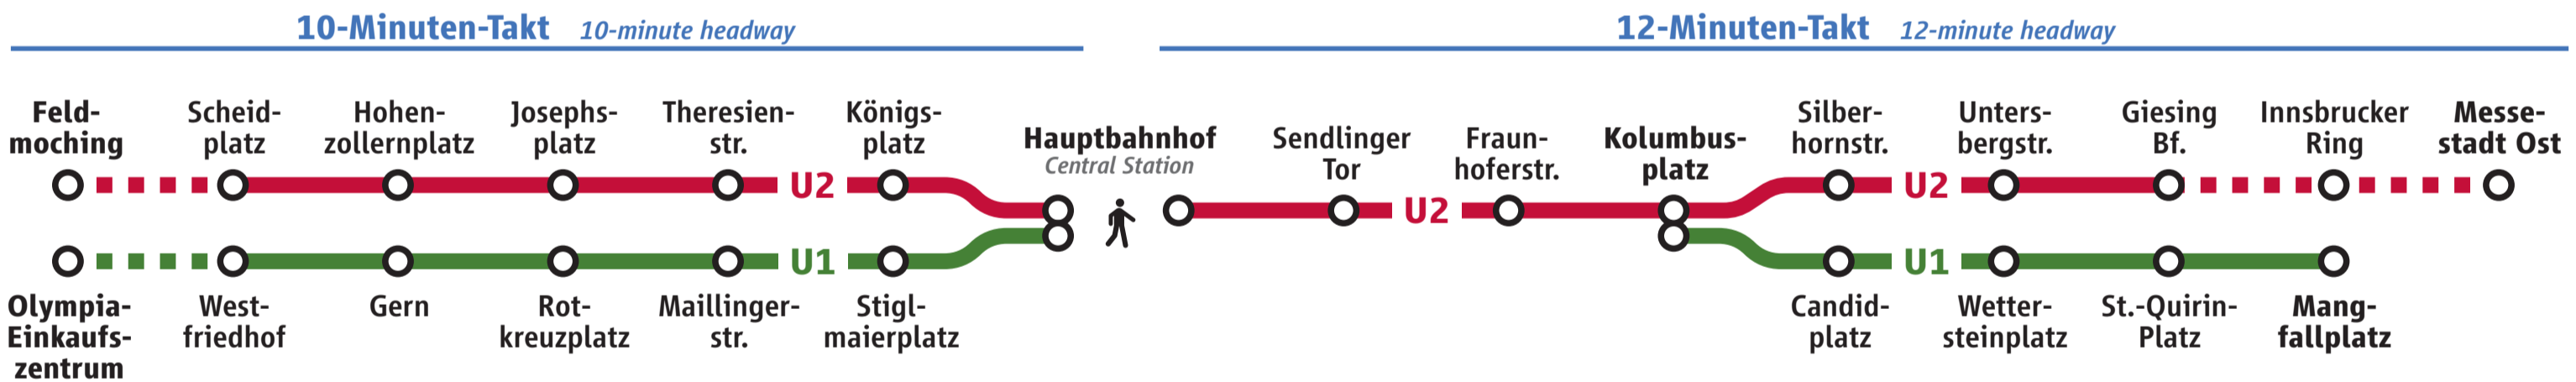 10-Minuten-Takt 10-minute headway
12-Minuten-Takt 12-minute headway
Feld-
moching
Scheid-
platz
Hohen-
zollernplatz
Josephs-
platz
Theresien-
str.
Königs-
platz
Hauptbahnhof
Central Station
Sendlinger
Tor
Fraun-
hoferstr.
Kolumbus-
platz
Silber-
hornstr.
Unters-
bergstr.
Giesing
Bf.
Innsbrucker
Ring
Messe-
stadt Ost
U2
U2
U2
U1
U1
Olympia-
Einkaufs-
zentrum
West-
friedhof
Gern
Rot-
kreuzplatz
Maillinger-
str.
Stigl-
maierplatz
Candid-
platz
Wetter-
steinplatz
St.-Quirin-
Platz
Mang-
fallplatz